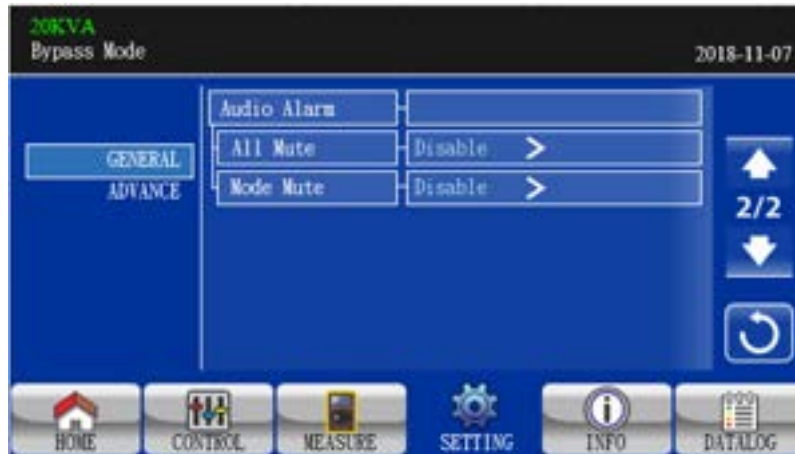 20KVA
Bypass Mode
2018-11-07
Audio Alarm
GENERAL
All Mute Disable >
ADVANCE
Mode Mute Disable >
2/2
HOME CONTROL MEASURE SETTING INFO DATALOG